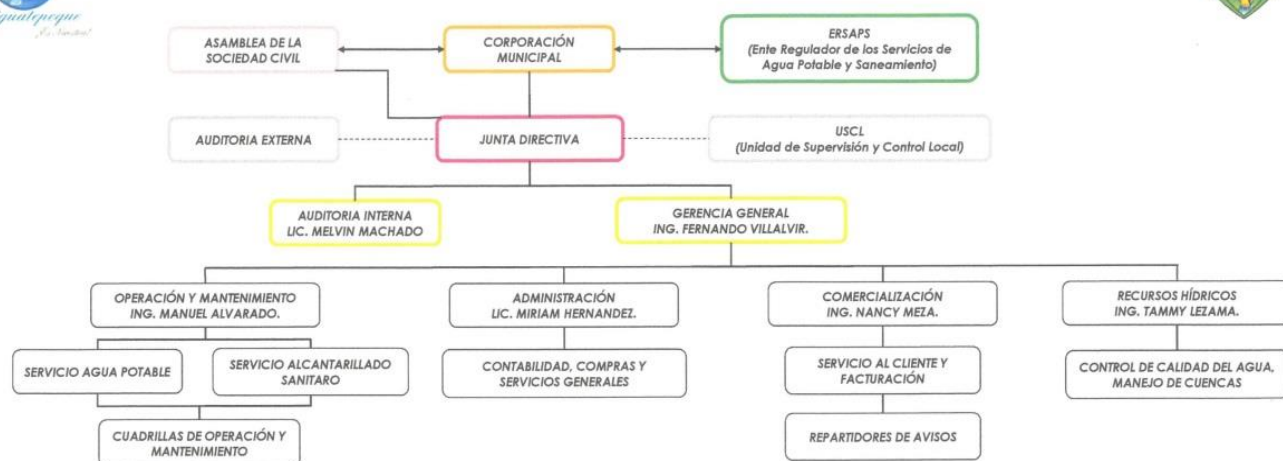 guatepeque
ASAMBLEA DE LA
SOCIEDAD CIVIL
CORPORACIÓN
MUNICIPAL
ERSAPS
(Ente Regulador de los Servicios de
Agua Potable y Saneamiento)
AUDITORIA EXTERNA
JUNTA DIRECTIVA
USCL
(Unidad de Supervisión y Control Local)
AUDITORIA INTERNA
LIC. MELVIN MACHADO
GERENCIA GENERAL
ING. FERNANDO VILLALVIR.
OPERACIÓN Y MANTENIMIENTO
ING. MANUEL ALVARADO.
ADMINISTRACIÓN
LIC. MIRIAM HERNANDEZ.
COMERCIALIZACIÓN
ING. NANCY MEZA.
RECURSOS HÍDRICOS
ING. TAMMY LEZAMA.
SERVICIO AGUA POTABLE
SERVICIO ALCANTARILLADO
SANITARO
CONTABILIDAD, COMPRAS Y
SERVICIOS GENERALES
SERVICIO AL CLIENTE Y
FACTURACIÓN
CONTROL DE CALIDAD DEL AGUA,
MANEJO DE CUENCAS
CUADRILLAS DE OPERACIÓN Y
MANTENIMIENTO
REPARTIDORES DE AVISOS